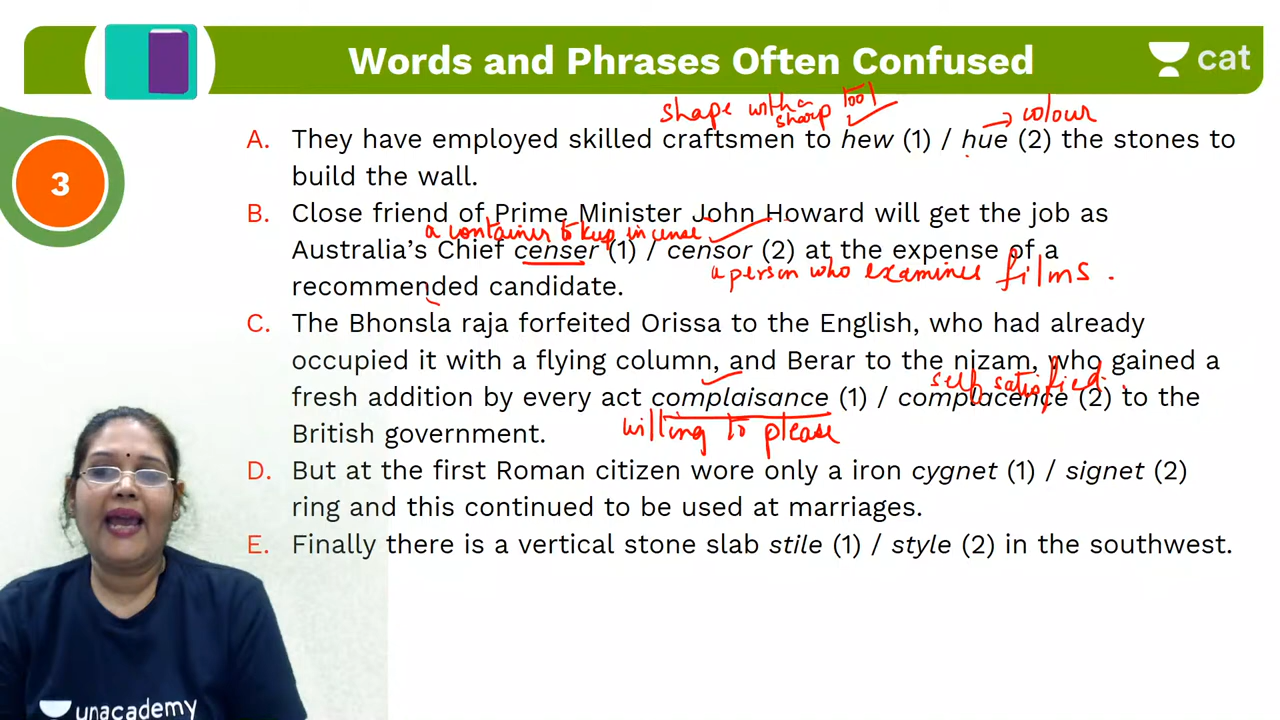 Words and Phrases Often Confused
cat
3
shape with a sharp tool
→ colour
A. They have employed skilled craftsmen to hew (1) / hue (2) the stones to
build the wall.
B. Close friend of Prime Minister John Howard will get the job as
a container to kup incense
Australia's Chief censer (1) / censor (2) at the expense of a
a person who examines films.
recommended candidate.
C. The Bhonsla raja forfeited Orissa to the English, who had already
occupied it with a flying column, and Berar to the nizam, who gained a
self satisfied.
fresh addition by every act complaisance (1) / complacence (2) to the
willing to please
British government.
D. But at the first Roman citizen wore only a iron cygnet (1) / signet (2)
ring and this continued to be used at marriages.
E. Finally there is a vertical stone slab stile (1) / style (2) in the southwest.
unacademy